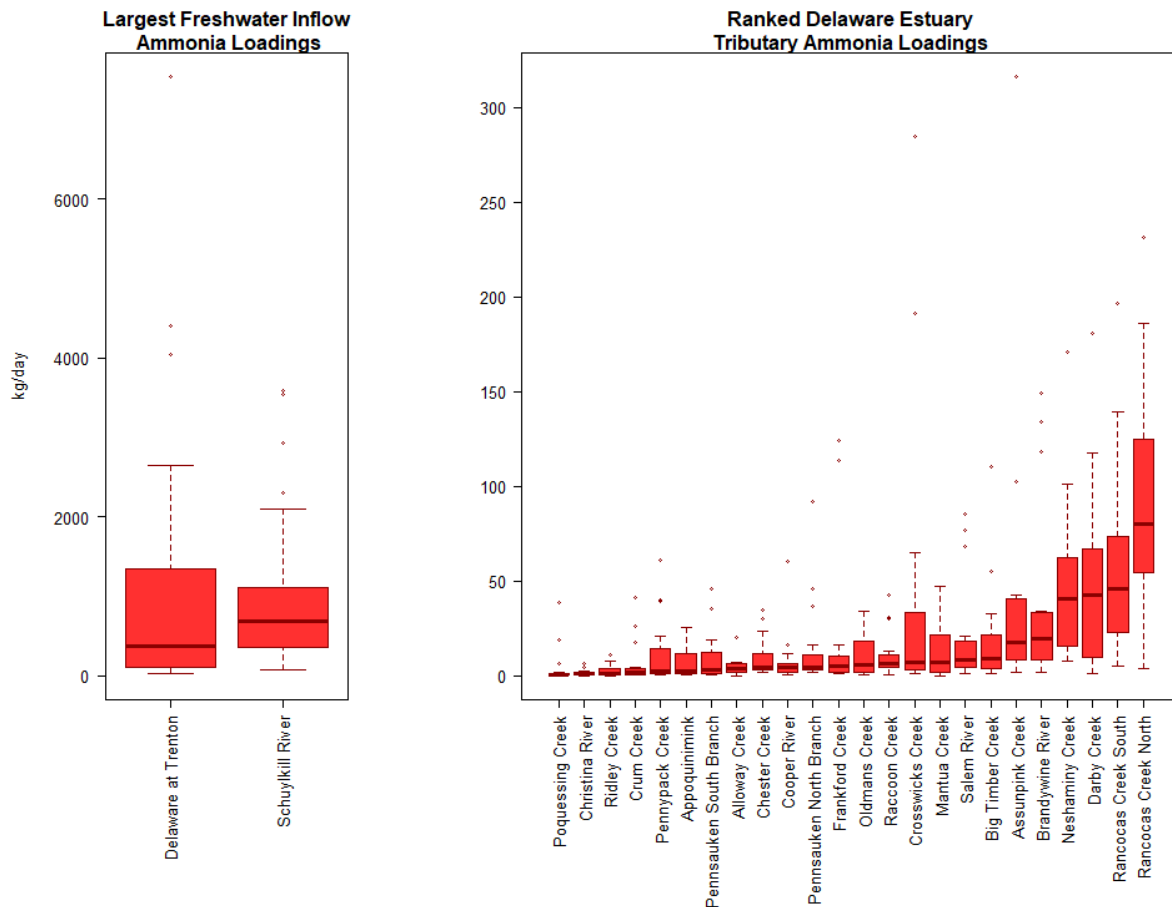 Largest Freshwater Inflow
Ammonia Loadings
kg/day
6000
4000
2000
0
Delaware at Trenton
Schuylkill River
Ranked Delaware Estuary
Tributary Ammonia Loadings
300
250
200
150
100
50
0
Poquessing Creek
Christina River
Ridley Creek
Crum Creek
Pennypack Creek
Appoquinimink
Pennsauken South Branch
Alloway Creek
Chester Creek
Cooper River
Pennsauken North Branch
Frankford Creek
Oldmans Creek
Raccoon Creek
Crosswicks Creek
Mantua Creek
Salem River
Big Timber Creek
Assunpink Creek
Brandywine River
Neshaminy Creek
Darby Creek
Rancocas Creek South
Rancocas Creek North